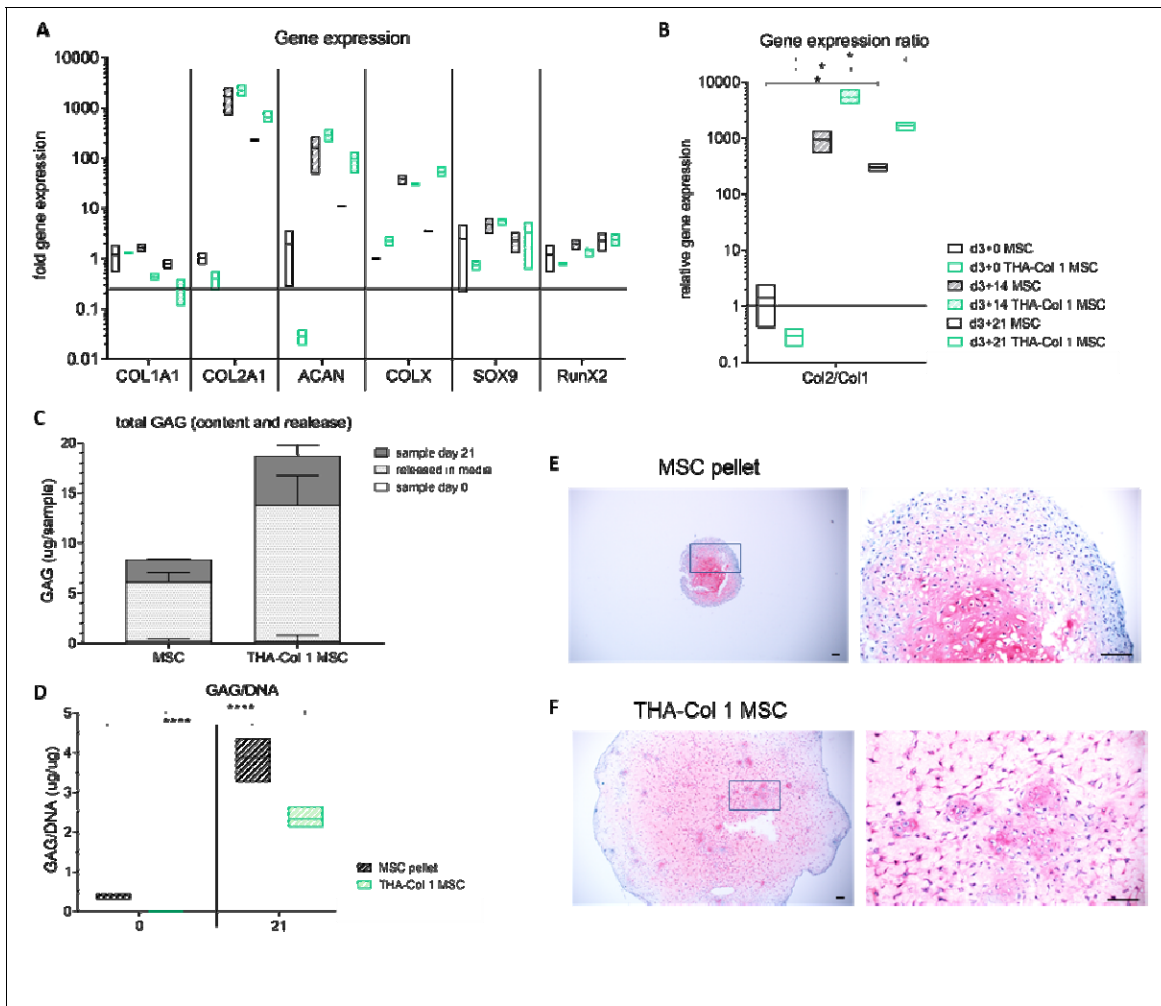 A
Gene expression
fold gene expression
10000
1000
100
10
1
0.1
0.01
COL1A1
COL2A1
ACAN
COLX
SOX9
RunX2
B
Gene expression ratio
*
*
*
relative gene expression
10000
1000
100
10
1
0.1
Col2/Col1
d3+0 MSC
d3+0 THA-Col 1 MSC
d3+14 MSC
d3+14 THA-Col 1 MSC
d3+21 MSC
d3+21 THA-Col 1 MSC
C
total GAG (content and realease)
GAG (ug/sample)
20
15
10
5
0
MSC
THA-Col 1 MSC
sample day 21
released in media
sample day 0
D
GAG/DNA
****
****
GAG/DNA (ug/ug)
5
4
3
2
1
0
0
21
MSC pellet
THA-Col 1 MSC
E
MSC pellet
F
THA-Col 1 MSC